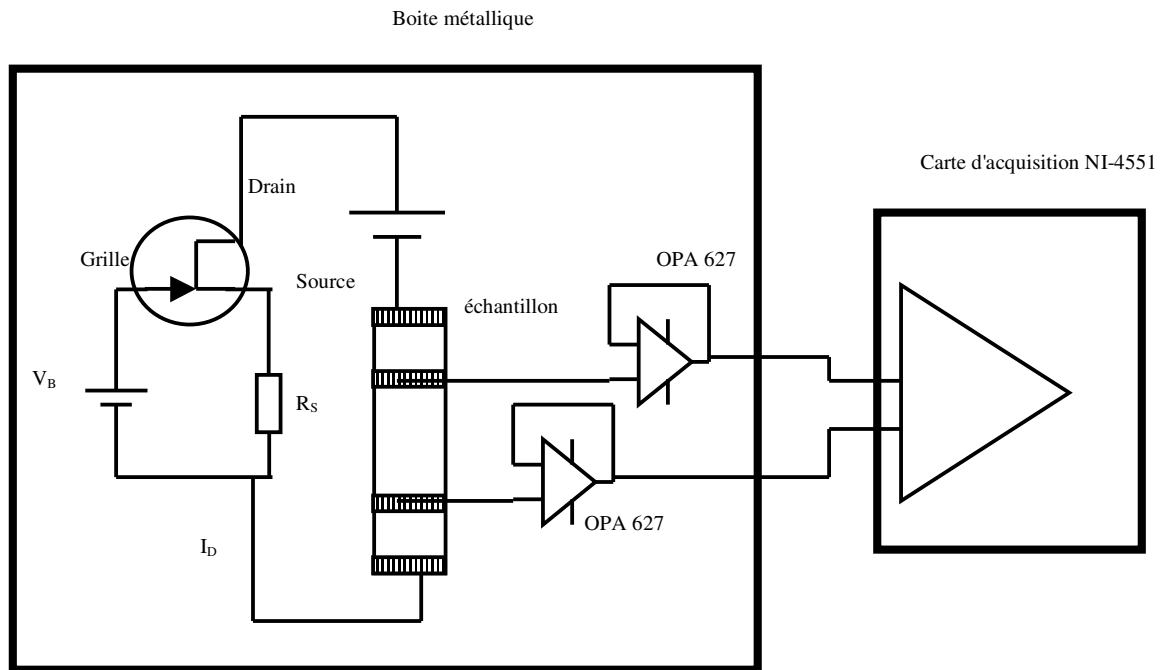 Boite métallique
Carte d'acquisition NI-4551
Drain
Grille
OPA 627
Source
échantillon
V_B
R_S
OPA 627
I_D